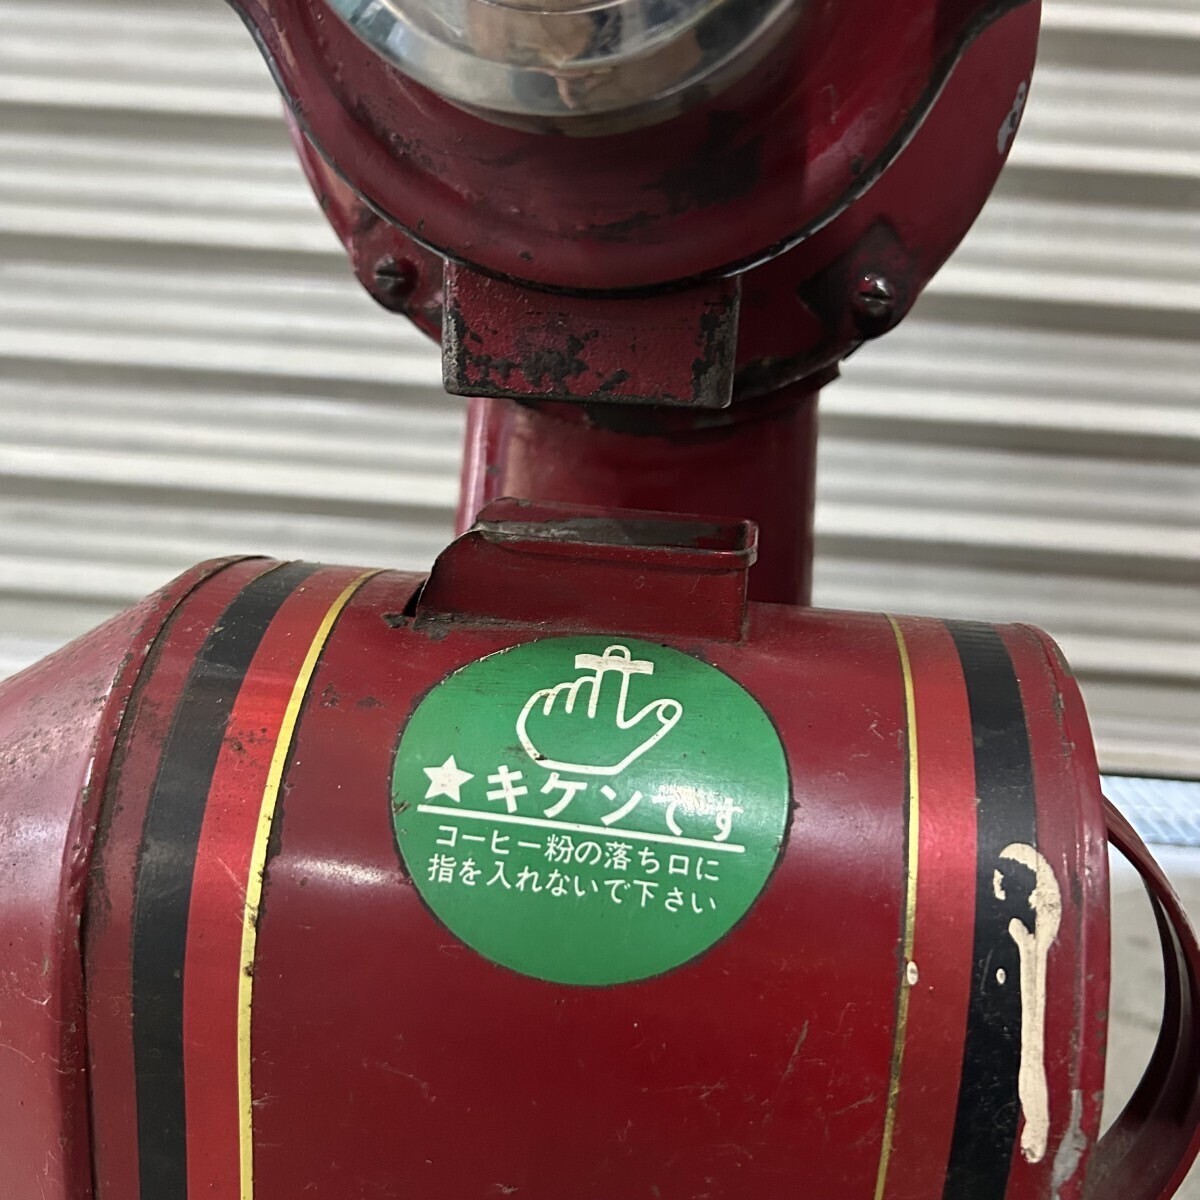 ★キケンです
コーヒー粉の落ち口に
指を入れないで下さい